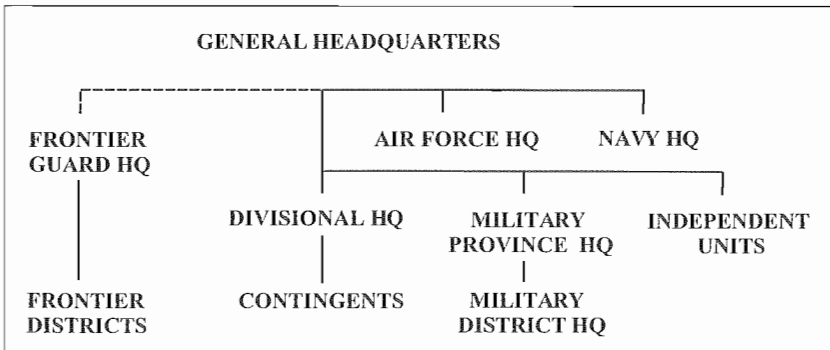 GENERAL HEADQUARTERS
FRONTIER
GUARD HQ
AIR FORCE HQ
NAVY HQ
DIVISIONAL HQ
MILITARY
PROVINCE HQ
INDEPENDENT
UNITS
FRONTIER
DISTRICTS
CONTINGENTS
MILITARY
DISTRICT HQ